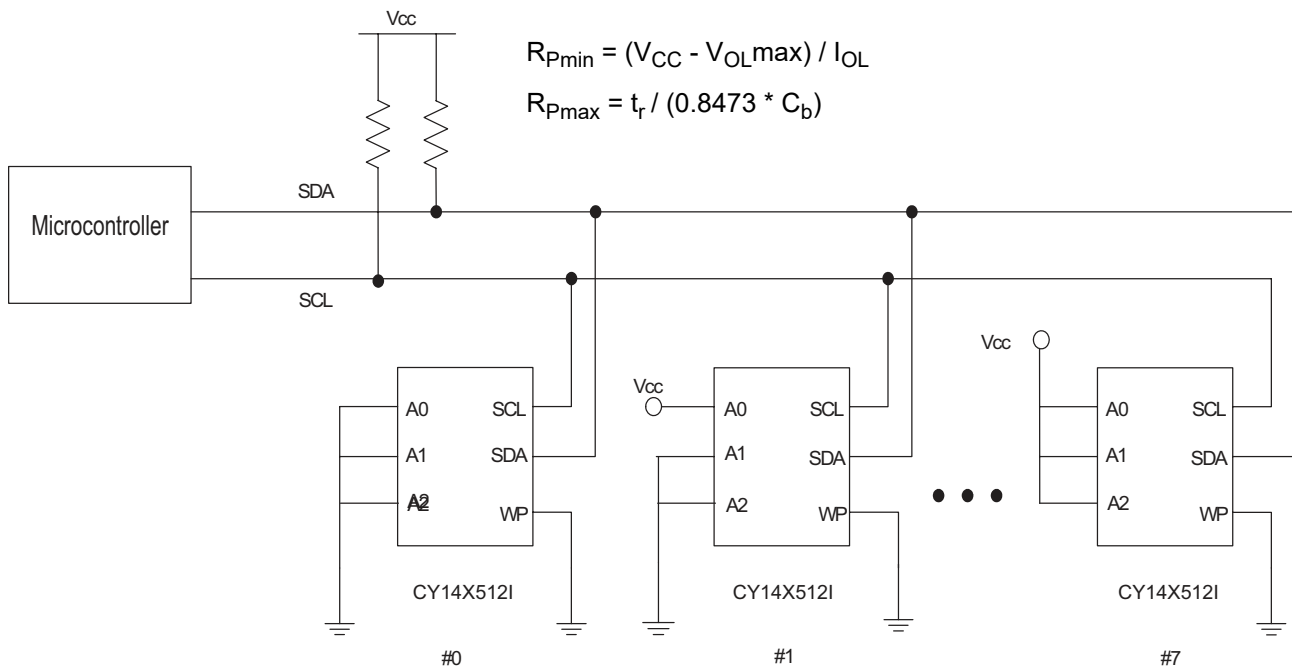 Vcc
RPmin = (VCC - VOLmax) / IOL
RPmax = tr / (0.8473 * Cb)
Microcontroller
SDA
SCL
A0
A1
A2
SCL
SDA
WP
CY14X512I
#0
Vcc
A0
A1
A2
SCL
SDA
WP
CY14X512I
#1
Vcc
A0
A1
A2
SCL
SDA
WP
CY14X512I
#7